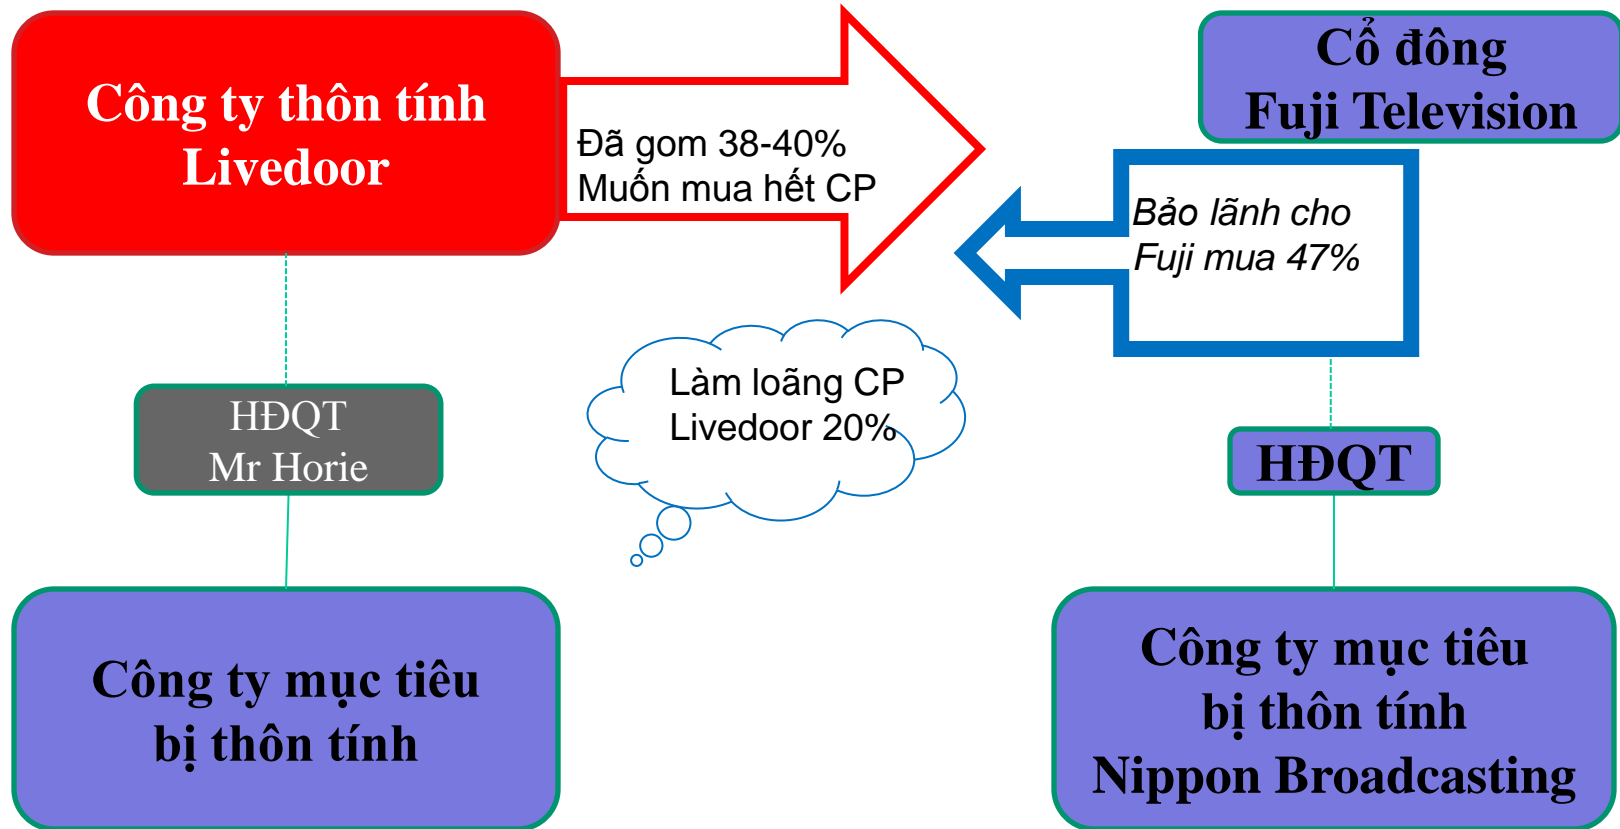 Công ty thôn tính
Livedoor
Đã gom 38-40%
Muốn mua hết CP
Cổ đông
Fuji Television
Bảo lãnh cho
Fuji mua 47%
Làm loãng CP
Livedoor 20%
HĐQT
Mr Horie
HĐQT
Công ty mục tiêu
bị thôn tính
Công ty mục tiêu
bị thôn tính
Nippon Broadcasting